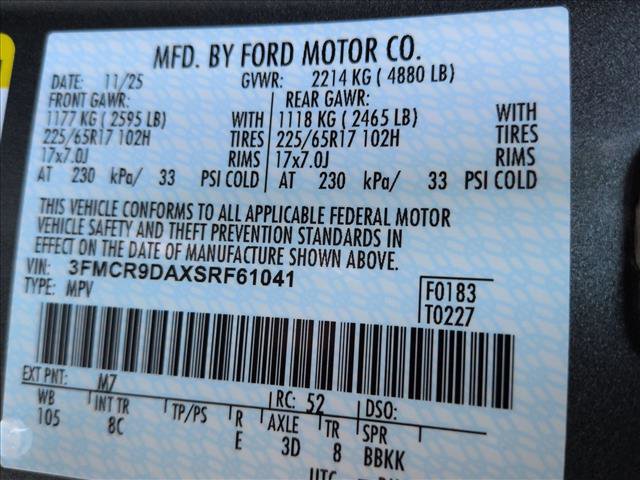 MFD. BY FORD MOTOR CO.
DATE: 11/25 GVWR: 2214 KG ( 4880 LB)
FRONT GAWR: REAR GAWR:
1177 KG ( 2595 LB) WITH 1118 KG ( 2465 LB) WITH
225/65R17 102H TIRES 225/65R17 102H TIRES
17x7.0J RIMS 17x7.0J RIMS
AT 230 kPa/ 33 PSI COLD AT 230 kPa/ 33 PSI COLD
THIS VEHICLE CONFORMS TO ALL APPLICABLE FEDERAL MOTOR
VEHICLE SAFETY AND THEFT PREVENTION STANDARDS IN
EFFECT ON THE DATE OF MANUFACTURE SHOWN ABOVE.
VIN: 3FMCR9DAXSRF61041
TYPE: MPV
F0183
T0227
EXT PNT: M7 RC: 52 DSO:
WB INT TR TP/PS R AXLE TR SPR
105 8C E 3D 8 BBKK
UTC